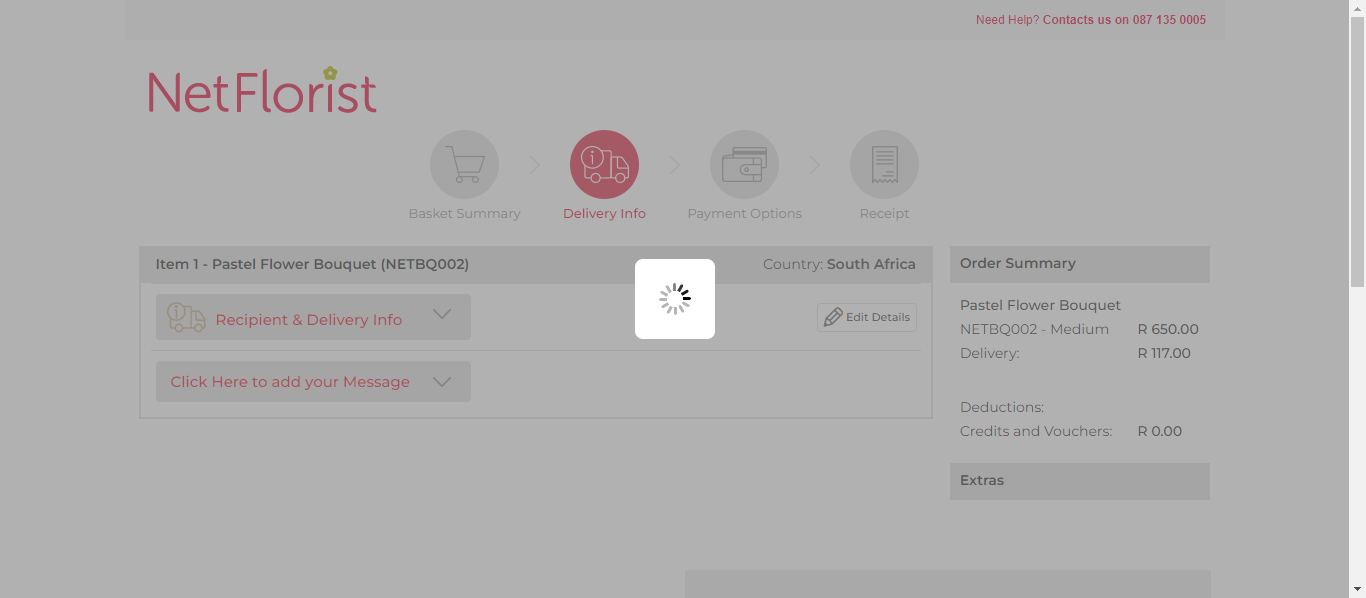 Need Help? Contacts us on 087 135 0005
NetFlorist
Basket Summary
Delivery Info
Payment Options
Receipt
Item 1 - Pastel Flower Bouquet (NETBQ002)
Country: South Africa
Recipient & Delivery Info
Edit Details
Click Here to add your Message
Order Summary
Pastel Flower Bouquet
NETBQ002 - Medium R 650.00
Delivery: R 117.00
Deductions:
Credits and Vouchers: R 0.00
Extras